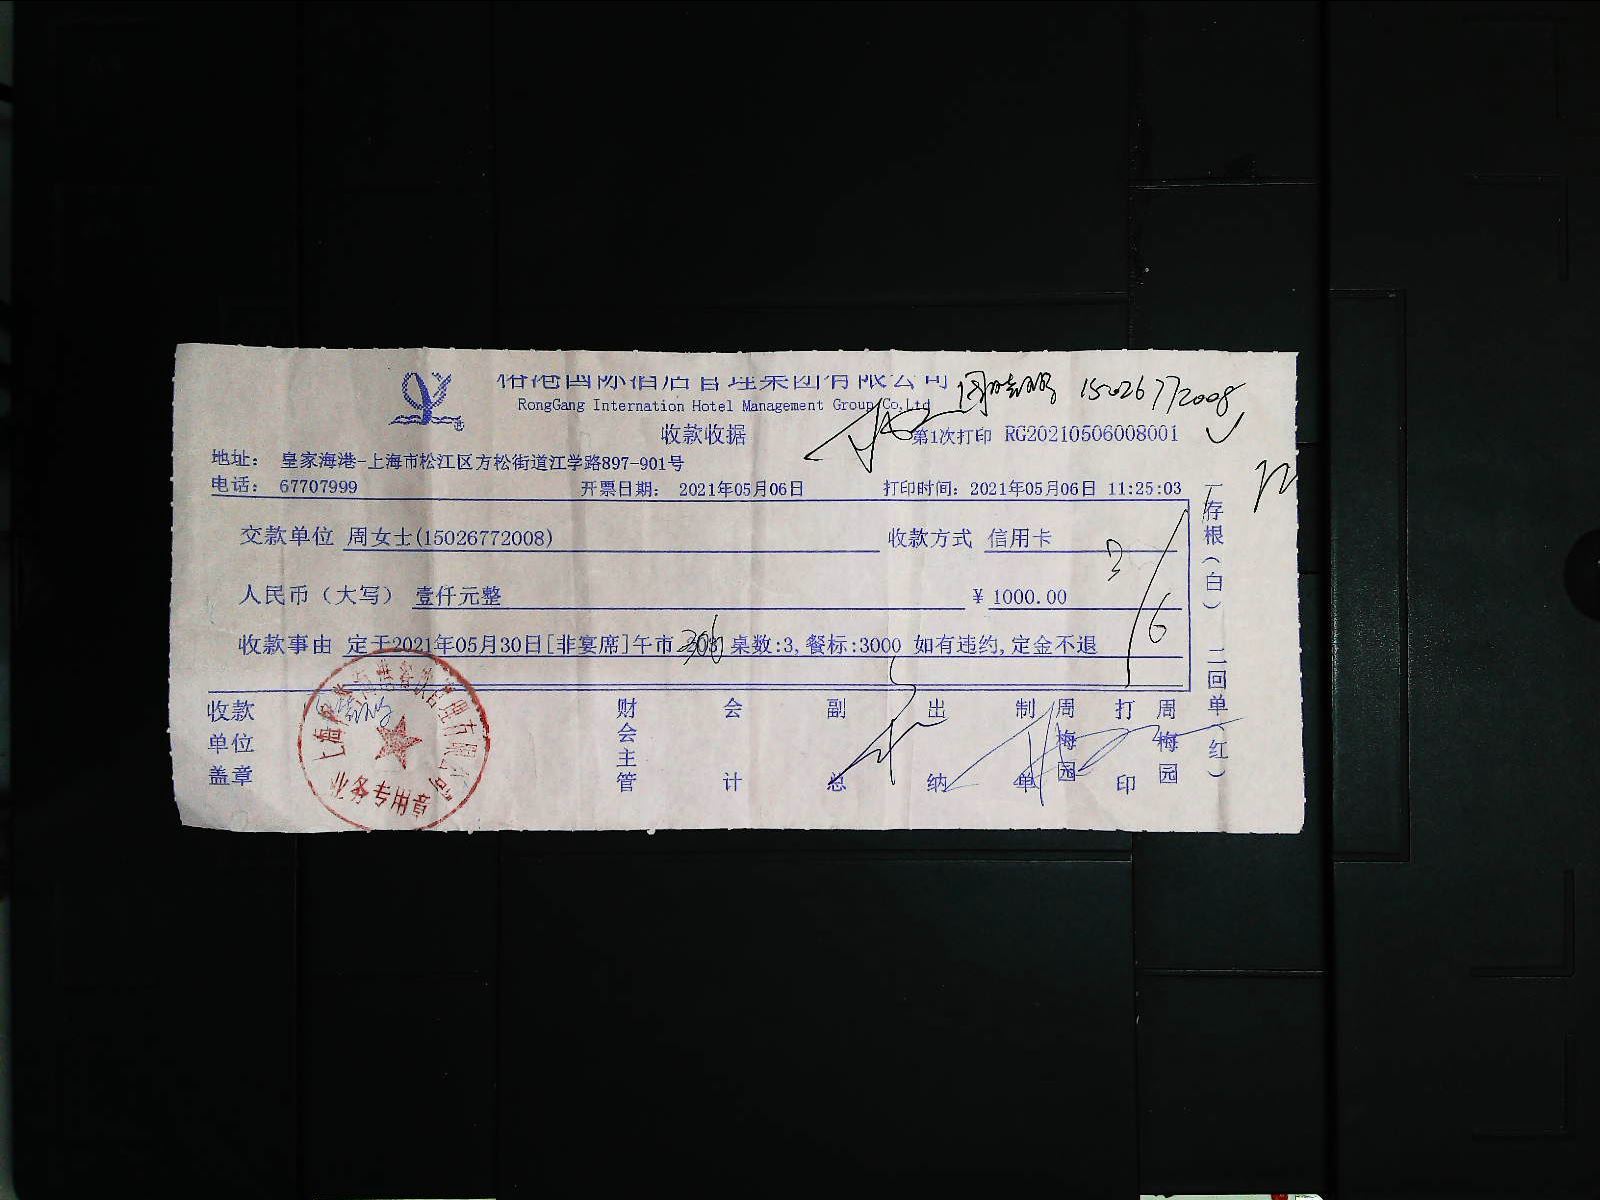 榕港国际酒店管理集团有限公司
RongGang Internation Hotel Management Group Co,Ltd
15026772008
收款收据
第1次打印 RG20210506008001
地址: 皇家海港-上海市松江区方松街道江学路897-901号
电话: 67707999 开票日期: 2021年05月06日 打印时间: 2021年05月06日 11:25:03
交款单位 周女士(15026772008) 收款方式 信用卡
人民币(大写) 壹仟元整 ¥ 1000.00
收款事由 定于2021年05月30日[非宴席]午市 306 桌数:3,餐标:3000 如有违约,定金不退
3/6
收款单位盖章 财会主管 会计 副总 出纳 制单 周梅园 打印 周梅园
一存根(白) 二回单(红)
业务专用章